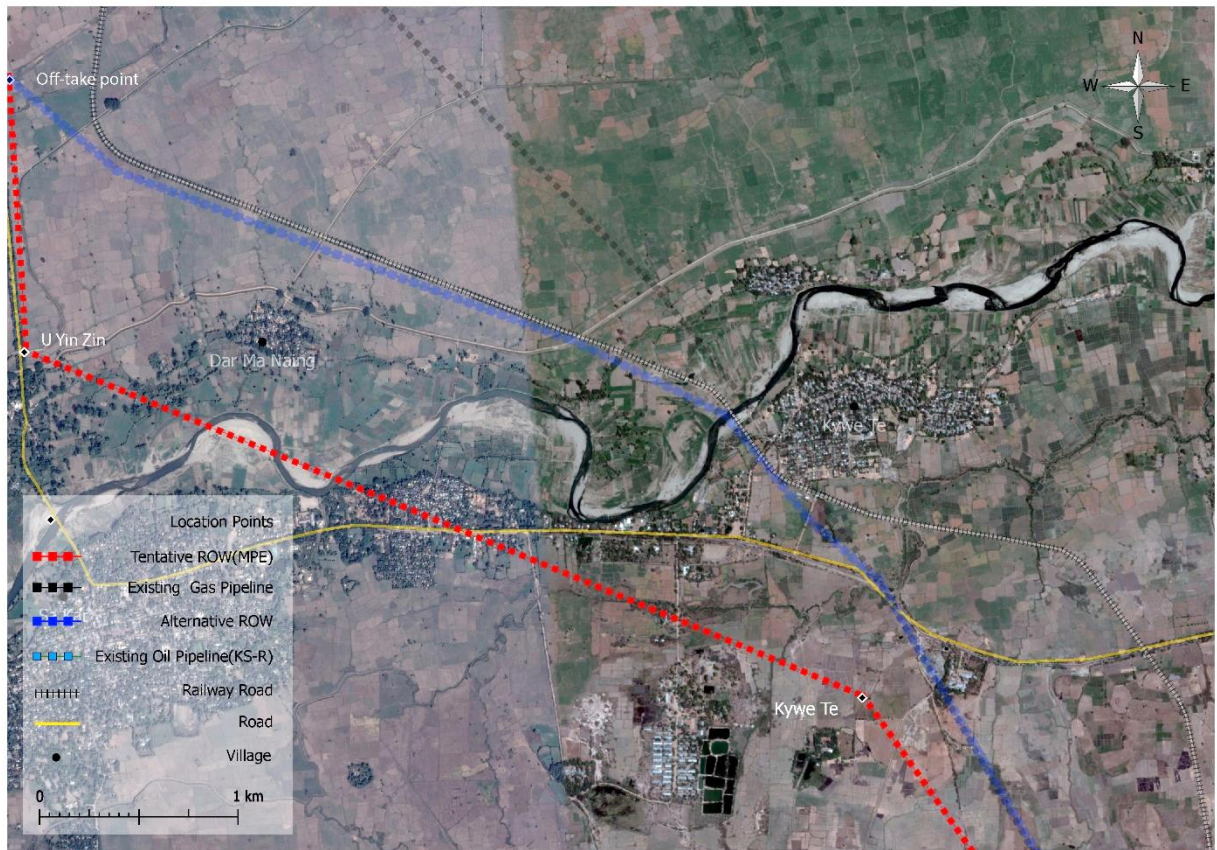 N
W E
S
Off-take point
U Yin Zin
Dar Ma Naing
Kywe Te
Kywe Te
Location Points
Tentative ROW(MPE)
Existing Gas Pipeline
Alternative ROW
Existing Oil Pipeline(KS-R)
Railway Road
Road
Village
0 1 km